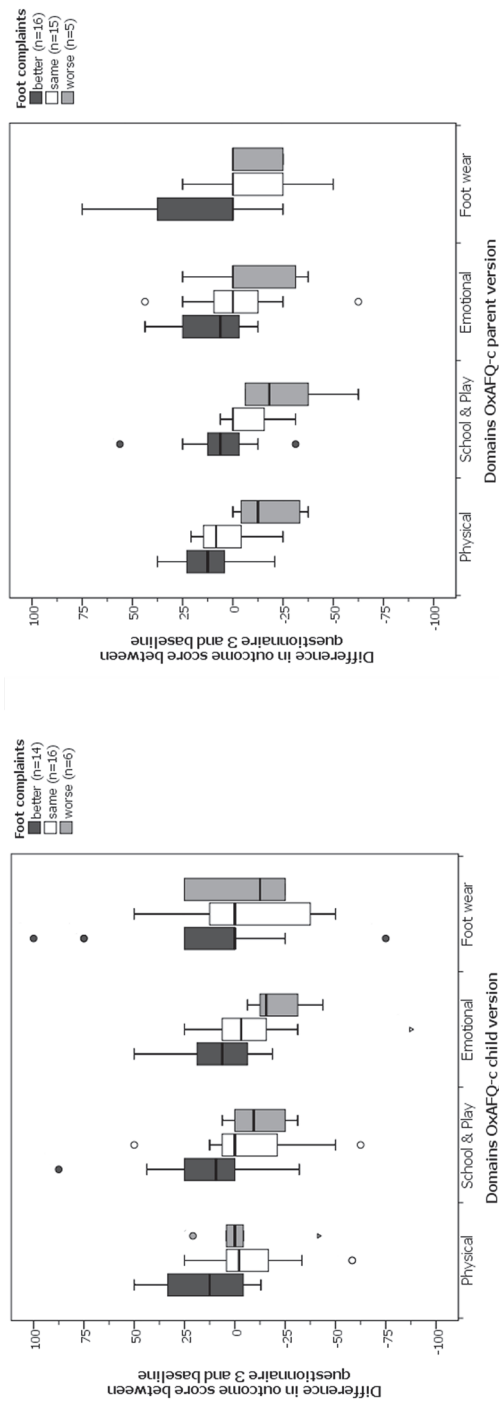 Foot complaints
better (n=14)
same (n=16)
worse (n=6)
Difference in outcome score between
questionnaire 3 and baseline
100
75
50
25
0
-25
-50
-75
-100
Physical
School & Play
Emotional
Foot wear
Domains OxAFQ-c child version
Foot complaints
better (n=16)
same (n=15)
worse (n=5)
Difference in outcome score between
questionnaire 3 and baseline
100
75
50
25
0
-25
-50
-75
-100
Physical
School & Play
Emotional
Foot wear
Domains OxAFQ-c parent version